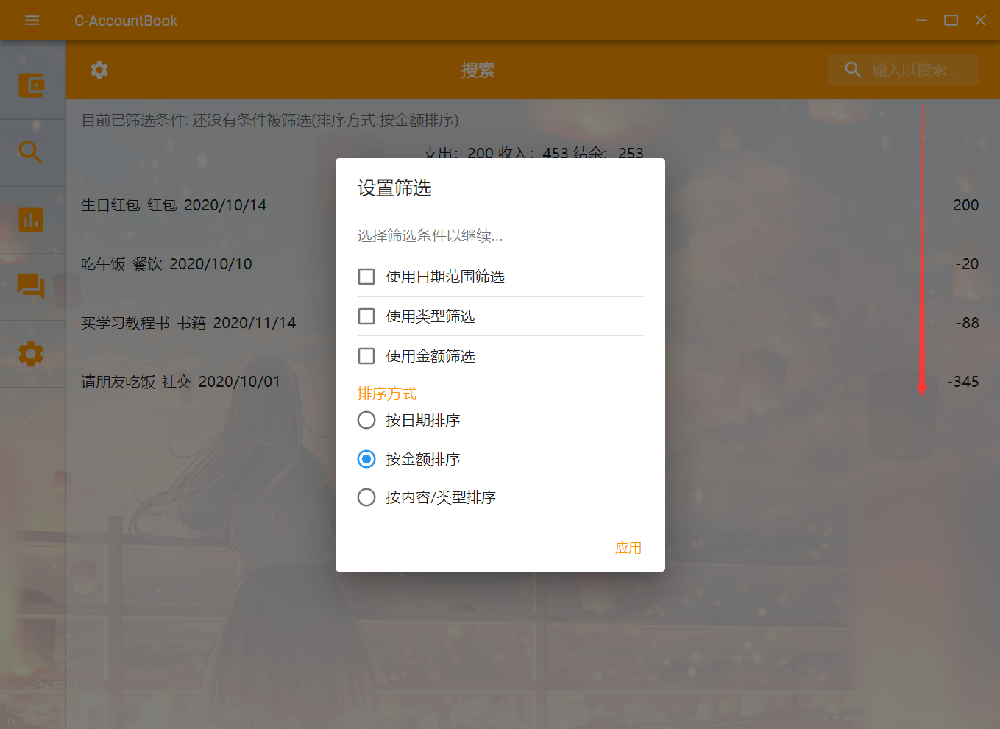 C-AccountBook
搜索
输入以搜索...
目前已筛选条件: 还没有条件被筛选(排序方式:按金额排序)
支出：200 收入：453 结余: -253
生日红包 红包 2020/10/14 200
吃午饭 餐饮 2020/10/10 -20
买学习教程书 书籍 2020/11/14 -88
请朋友吃饭 社交 2020/10/01 -345
设置筛选
选择筛选条件以继续...
使用日期范围筛选
使用类型筛选
使用金额筛选
排序方式
按日期排序
按金额排序
按内容/类型排序
应用